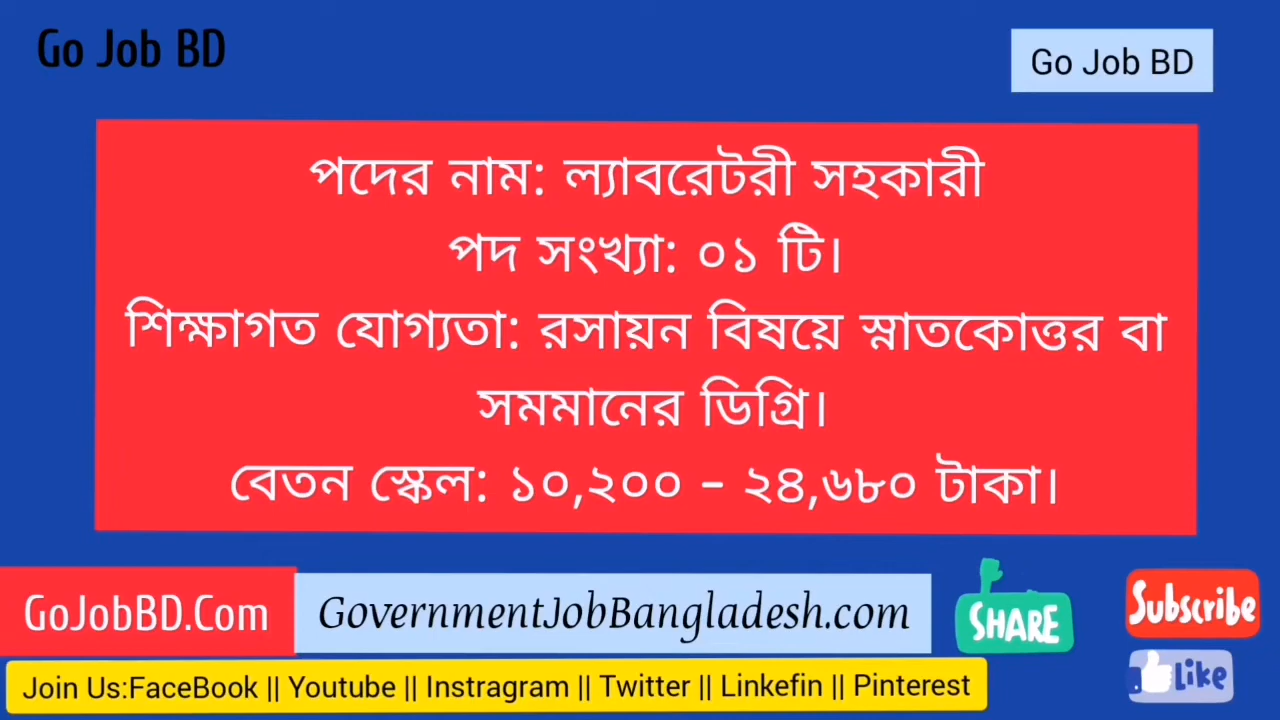 Go Job BD
Go Job BD
পদের নাম: ল্যাবরেটরী সহকারী
পদ সংখ্যা: ০১ টি।
শিক্ষাগত যোগ্যতা: রসায়ন বিষয়ে স্নাতকোত্তর বা
সমমানের ডিগ্রি।
বেতন স্কেল: ১০,২০০ – ২৪,৬৮০ টাকা।
GoJobBD.Com
GovernmentJobBangladesh.com
SHARE
Subscribe
Like
Join Us:FaceBook || Youtube || Instragram || Twitter || Linkefin || Pinterest